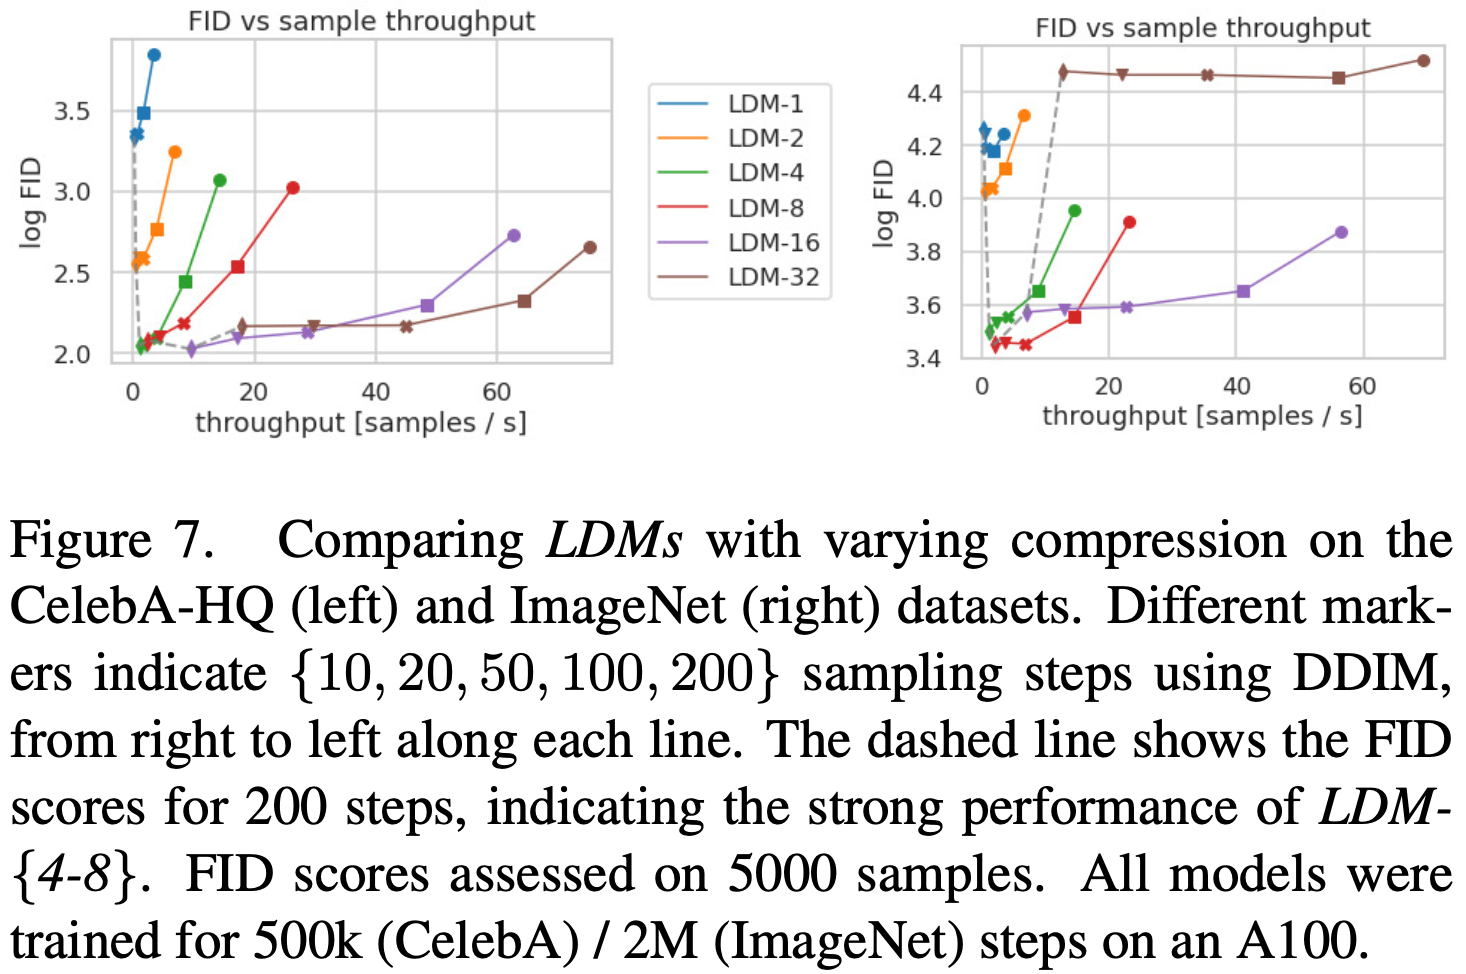 FID vs sample throughput
log FID
3.5
3.0
2.5
2.0
0 20 40 60
throughput [samples / s]
LDM-1
LDM-2
LDM-4
LDM-8
LDM-16
LDM-32
FID vs sample throughput
log FID
4.4
4.2
4.0
3.8
3.6
3.4
0 20 40 60
throughput [samples / s]
Figure 7. Comparing LDMs with varying compression on the
CelebA-HQ (left) and ImageNet (right) datasets. Different mark-
ers indicate {10, 20, 50, 100, 200} sampling steps using DDIM,
from right to left along each line. The dashed line shows the FID
scores for 200 steps, indicating the strong performance of LDM-
{4-8}. FID scores assessed on 5000 samples. All models were
trained for 500k (CelebA) / 2M (ImageNet) steps on an A100.